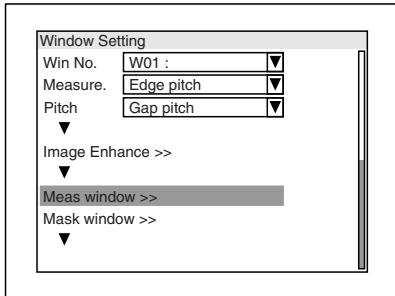 Window Setting
Win No. W01 :
Measure. Edge pitch
Pitch Gap pitch
Image Enhance >>
Meas window >>
Mask window >>